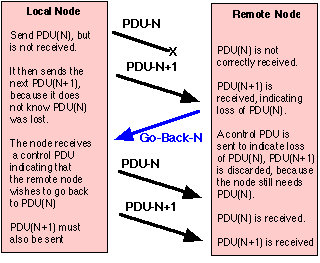 Local Node
Send PDU(N), but
is not received.
It then sends the
next PDU(N+1),
because it does
not know PDU(N)
was lost.
The node receives
a control PDU
indicating that
the remote node
wishes to go back
to PDU(N)
PDU(N+1) must
also be sent
PDU-N
X
PDU-N+1
Go-Back-N
PDU-N
PDU-N+1
Remote Node
PDU(N) is not
correctly received.
PDU(N+1) is
received, indicating
loss of PDU(N).
A control PDU is
sent to indicate loss
of PDU(N), PDU(N+1)
is discarded, because
the node still needs
PDU(N).
PDU(N) is received.
PDU(N+1) is received